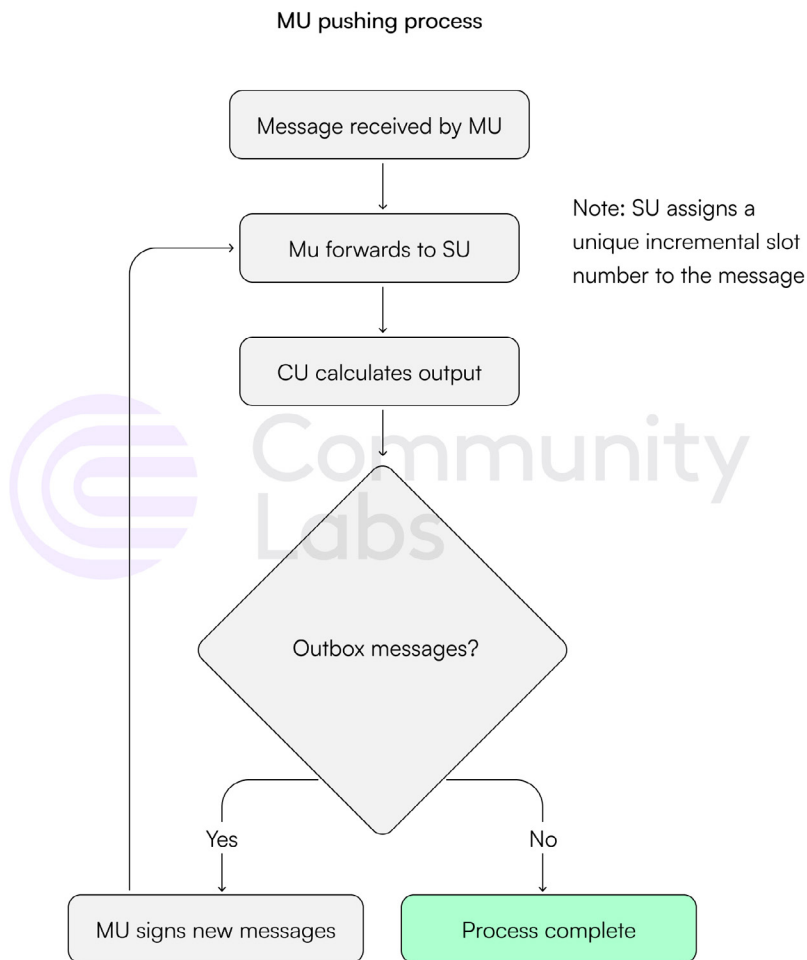 MU pushing process
Message received by MU
Note: SU assigns a
unique incremental slot
number to the message
Mu forwards to SU
CU calculates output
Community
Labs
Outbox messages?
Yes
No
MU signs new messages
Process complete